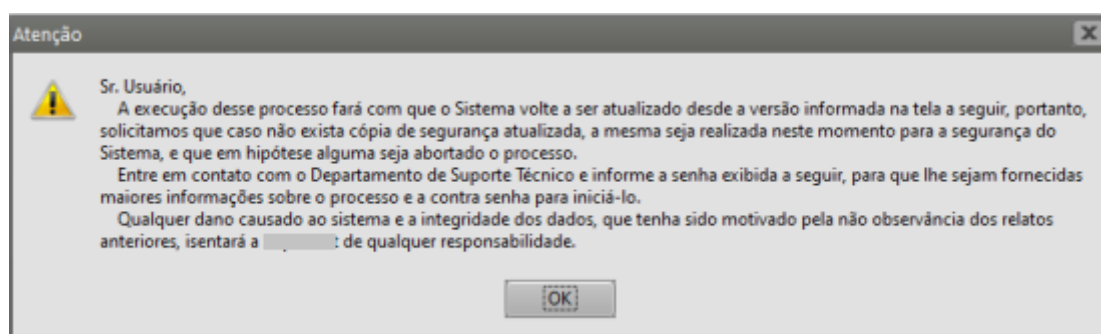 Atenção
Sr. Usuário,
A execução desse processo fará com que o Sistema volte a ser atualizado desde a versão informada na tela a seguir, portanto,
solicitamos que caso não exista cópia de segurança atualizada, a mesma seja realizada neste momento para a segurança do
Sistema, e que em hipótese alguma seja abortado o processo.
Entre em contato com o Departamento de Suporte Técnico e informe a senha exibida a seguir, para que lhe sejam fornecidas
maiores informações sobre o processo e a contra senha para iniciá-lo.
Qualquer dano causado ao sistema e a integridade dos dados, que tenha sido motivado pela não observância dos relatos
anteriores, isentará a de qualquer responsabilidade.
OK